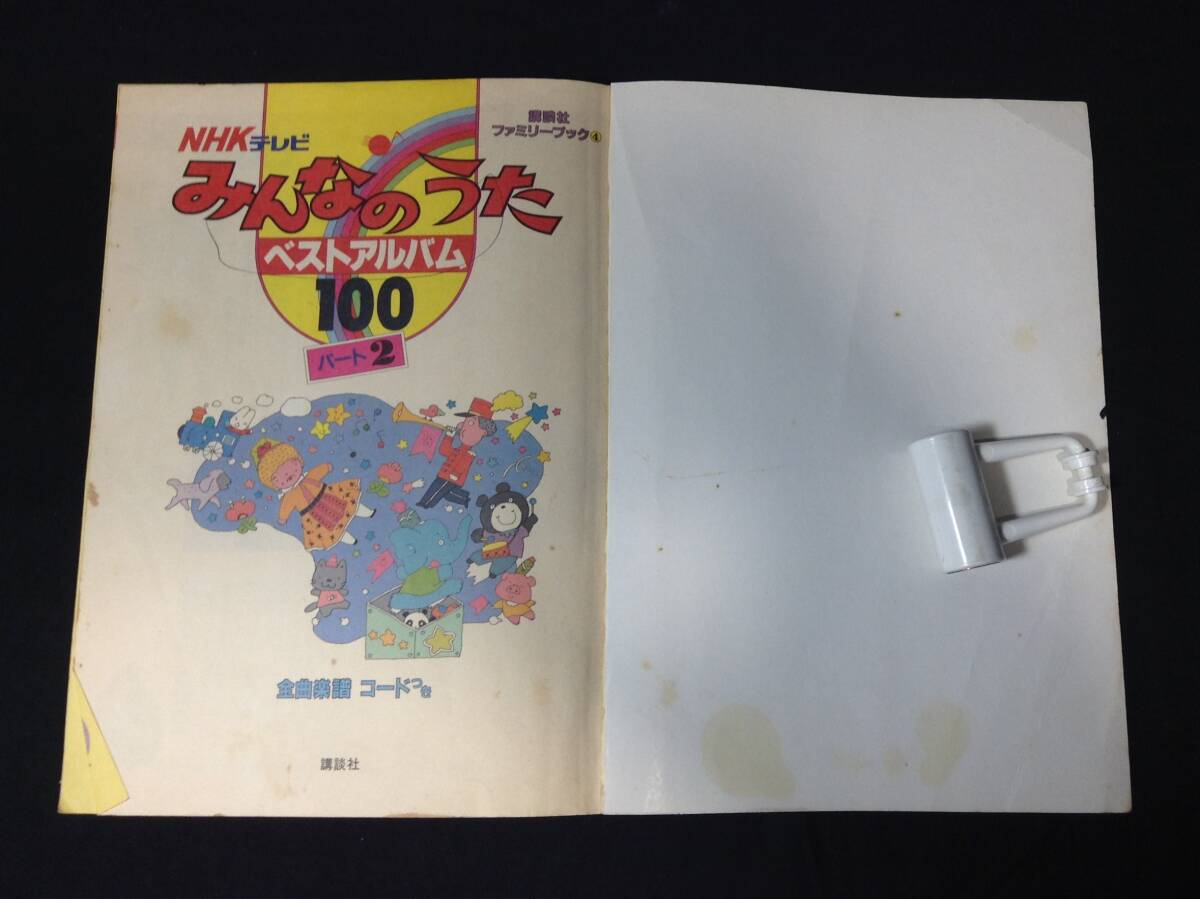 NHKテレビ
講談社
ファミリーブック④
みんなのうた
ベストアルバム
100
パート2
全曲楽譜 コードつき
講談社